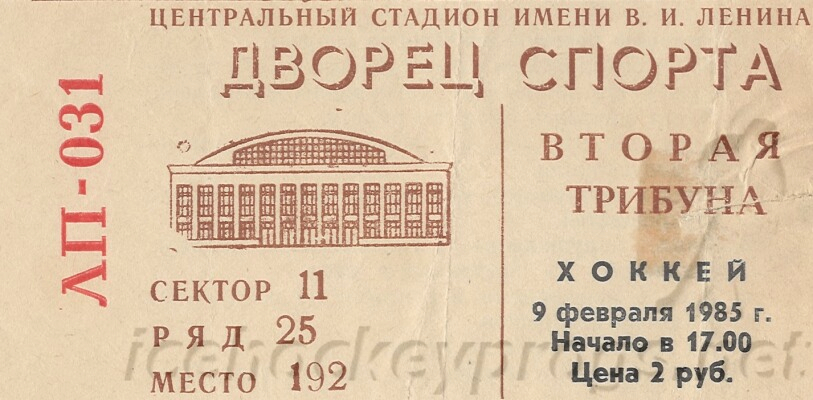 ЦЕНТРАЛЬНЫЙ СТАДИОН ИМЕНИ В. И. ЛЕНИНА
ДВОРЕЦ СПОРТА
ЛП-031
ВТОРАЯ
ТРИБУНА
СЕКТОР 11
РЯД 25
МЕСТО 192
ХОККЕЙ
9 февраля 1985 г.
Начало в 17.00
Цена 2 руб.
icehockeyprogs.net